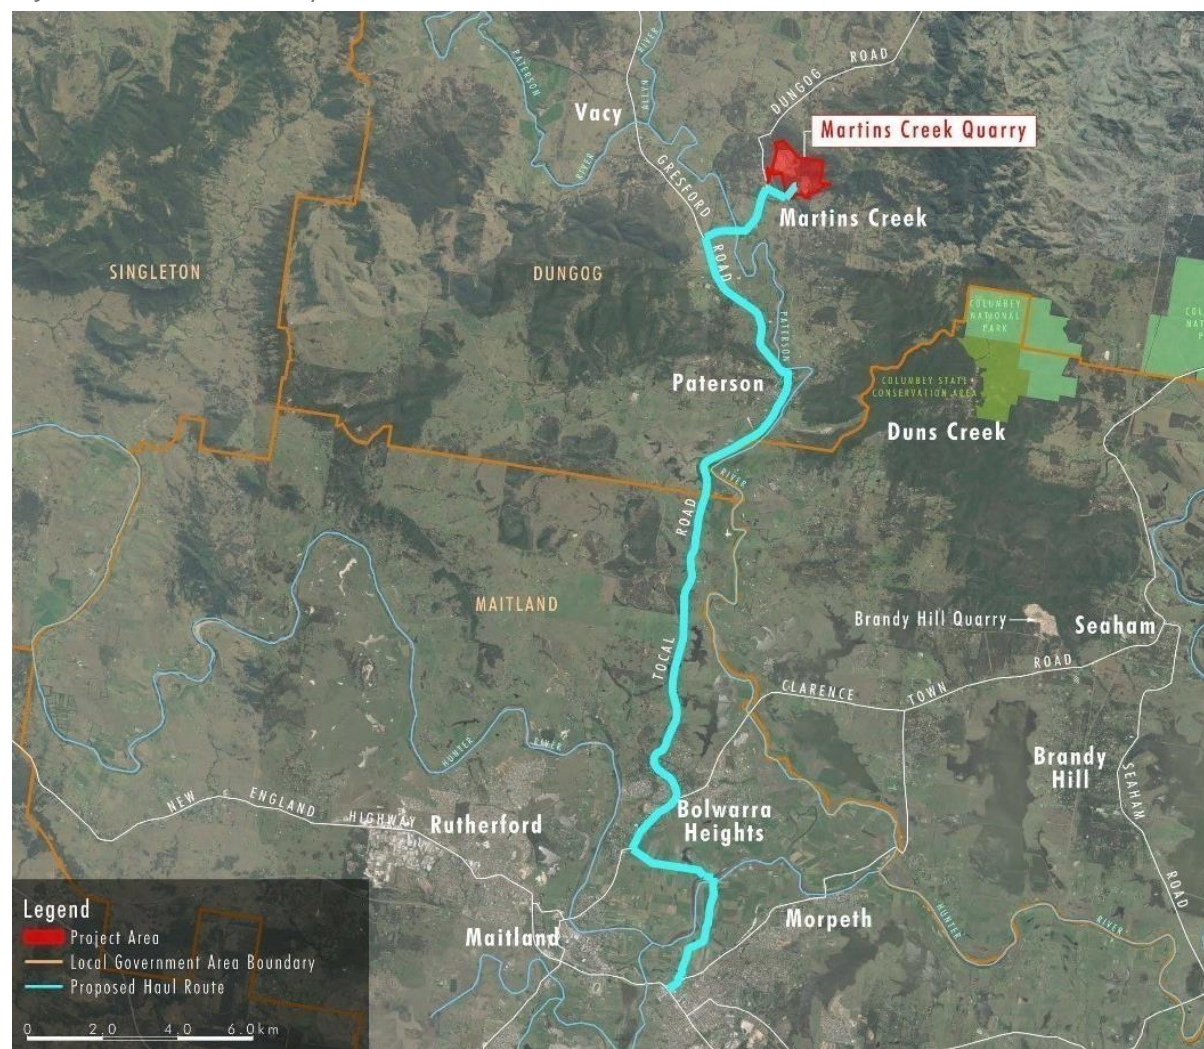 DUNGOG ROAD
PATERSON
RIVER
ALLYN
RIVER
Vacy
Martins Creek Quarry
GRESFORD
ROAD
Martins Creek
SINGLETON
DUNGOG
COLUMBEY
NATIONAL
PARK
PATERSON
Paterson
COLUMBEY STATE
CONSERVATION AREA
Duns Creek
RIVER
ROAD
MAITLAND
Brandy Hill Quarry
Seaham
TOCAL
ROAD
CLARENCE
TOWN
HUNTER
RIVER
Brandy
Hill
SEAHAM
NEW
ENGLAND
HIGHWAY
Rutherford
Bolwarra
Heights
ROAD
Legend
Project Area
Local Government Area Boundary
Proposed Haul Route
0 2.0 4.0 6.0km
Maitland
Morpeth
HUNTER
RIVER